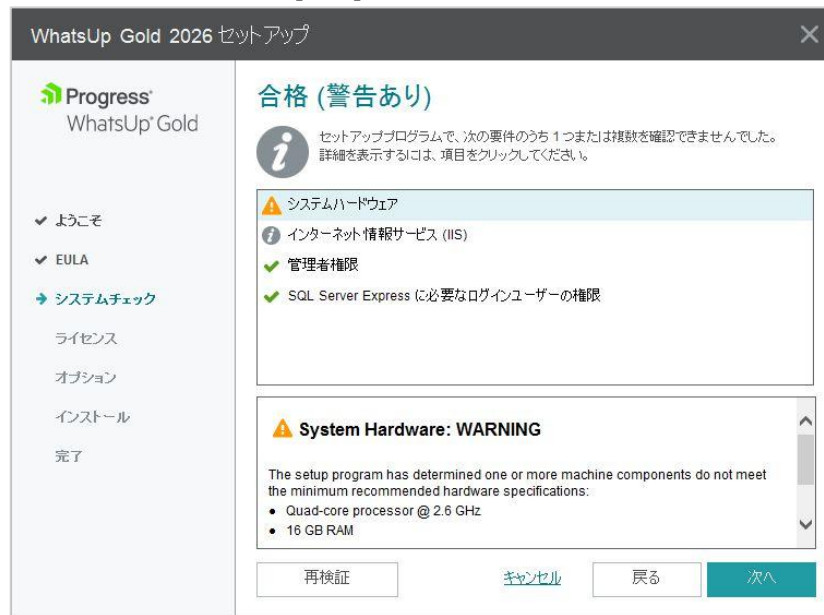 WhatsUp Gold 2026 セットアップ
Progress®
WhatsUp® Gold
✔ ようこそ
✔ EULA
→ システムチェック
ライセンス
オプション
インストール
完了
合格 (警告あり)
セットアッププログラムで、次の要件のうち 1 つまたは複数を確認できませんでした。
詳細を表示するには、項目をクリックしてください。
システムハードウェア
インターネット情報サービス (IIS)
管理者権限
SQL Server Express に必要なログインユーザーの権限
System Hardware: WARNING
The setup program has determined one or more machine components do not meet
the minimum recommended hardware specifications:
• Quad-core processor @ 2.6 GHz
• 16 GB RAM
再検証
キャンセル
戻る
次へ